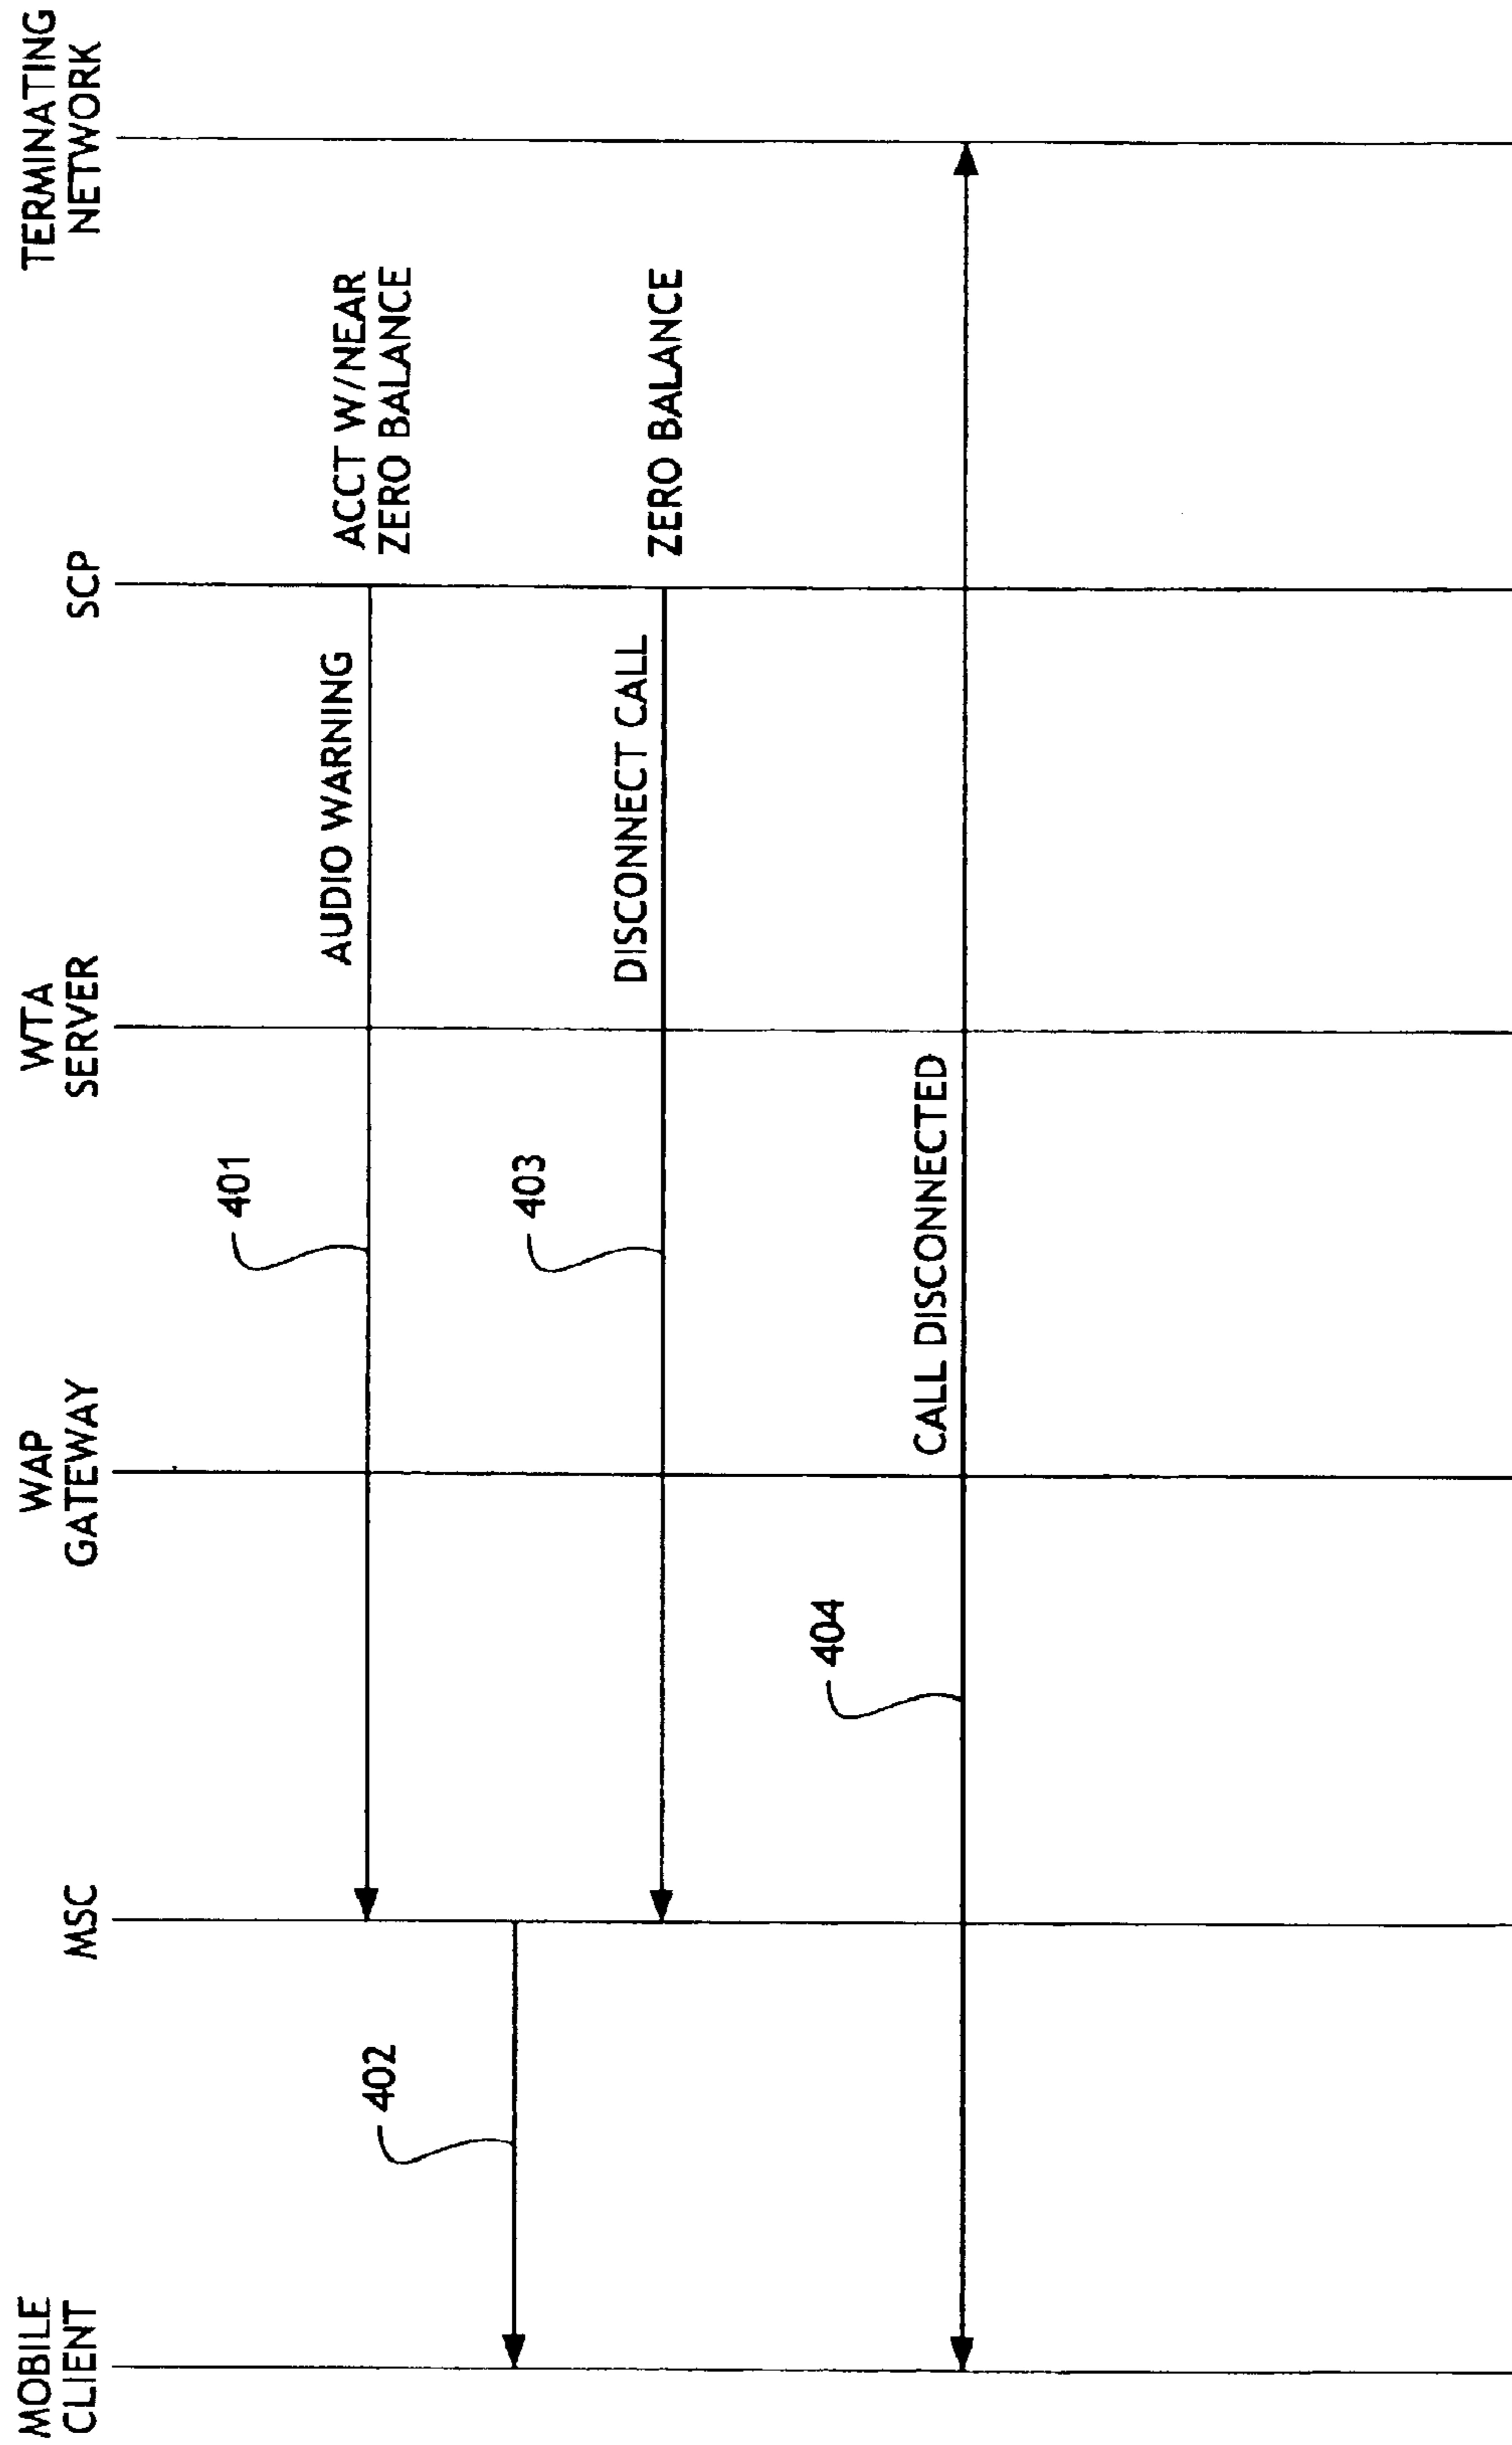 MOBILE
CLIENT
MSC
WAP
GATEWAY
WTA
SERVER
SCP
TERMINATING
NETWORK
401
AUDIO WARNING
ACCT W/NEAR
ZERO BALANCE
402
403
DISCONNECT CALL
ZERO BALANCE
404
CALL DISCONNECTED